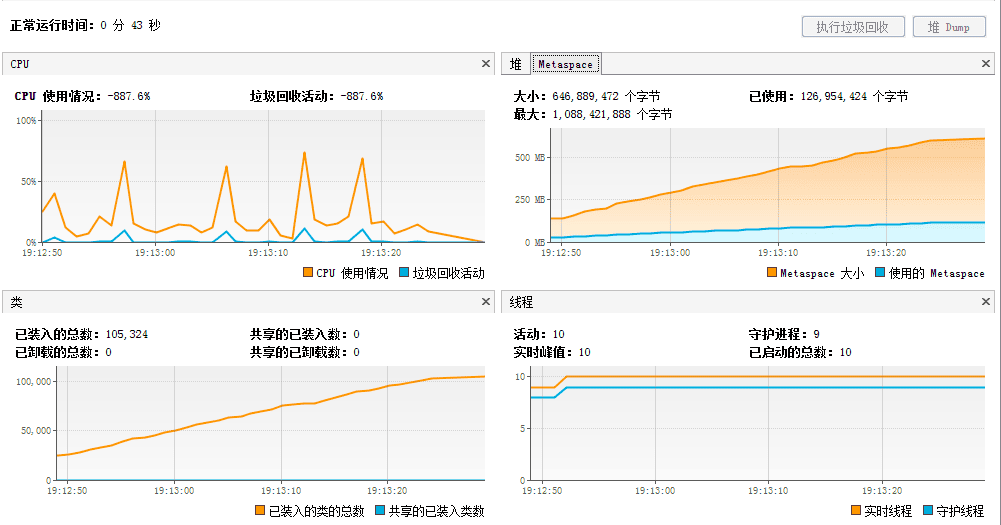 正常运行时间：0 分 43 秒
执行垃圾回收 堆 Dump
CPU
CPU 使用情况：-887.6% 垃圾回收活动：-887.6%
100%
50%
0%
19:12:50 19:13:00 19:13:10 19:13:20
CPU 使用情况 垃圾回收活动
堆 Metaspace
大小：646,889,472 个字节 已使用：126,954,424 个字节
最大：1,088,421,888 个字节
500 MB
250 MB
0 MB
19:12:50 19:13:00 19:13:10 19:13:20
Metaspace 大小 使用的 Metaspace
类
已装入的总数：105,324 共享的已装入数：0
已卸载的总数：0 共享的已卸载数：0
100,000
50,000
0
19:12:50 19:13:00 19:13:10 19:13:20
已装入的类的总数 共享的已装入类数
线程
活动：10 守护进程：9
实时峰值：10 已启动的总数：10
10
5
0
19:12:50 19:13:00 19:13:10 19:13:20
实时线程 守护线程